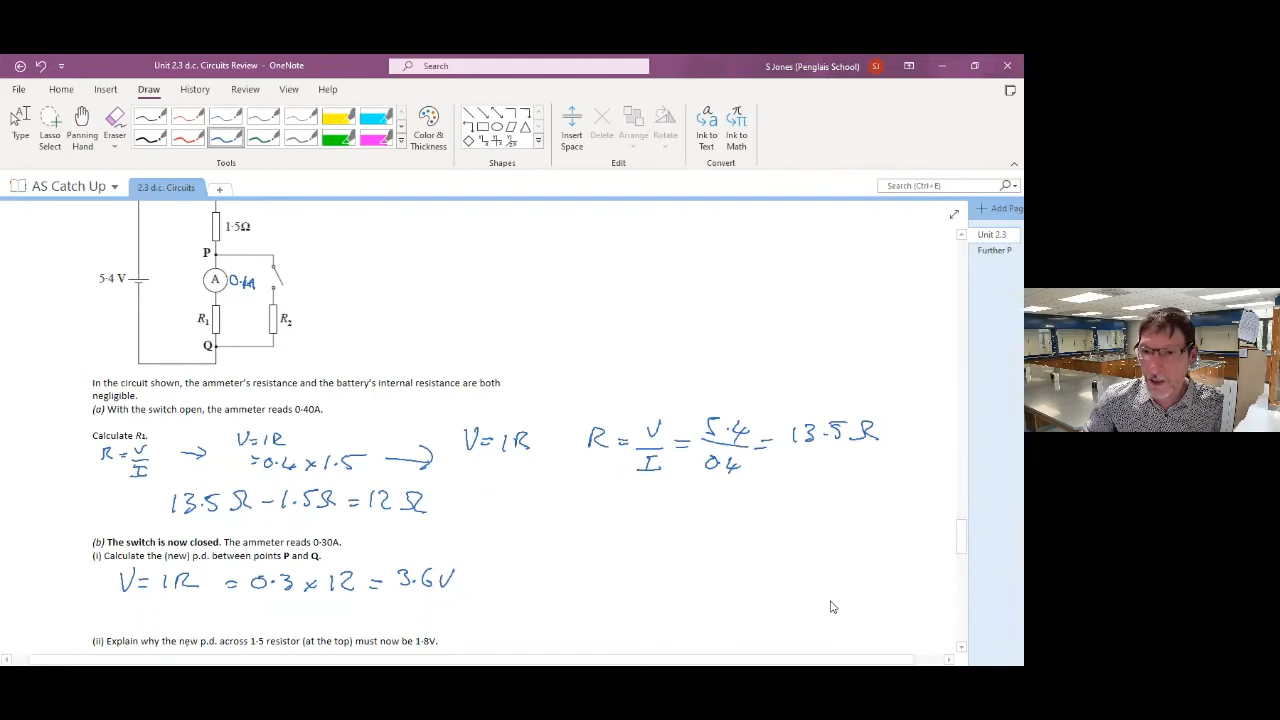 Unit 2.3 d.c. Circuits Review - OneNote
Search
S Jones (Penglais School)
SJ
File Home Insert Draw History Review View Help
Type
Lasso Select
Panning Hand
Eraser
Color & Thickness
Insert Space
Delete
Arrange
Rotate
Ink to Text
Ink to Math
Tools
Shapes
Edit
Convert
AS Catch Up
2.3 d.c. Circuits
Search (Ctrl+E)
Add Pag
Unit 2.3
Further P
1·5Ω
P
5·4 V
A
R1
R2
Q
In the circuit shown, the ammeter's resistance and the battery's internal resistance are both
negligible.
(a) With the switch open, the ammeter reads 0·40A.
Calculate R1.
R = V/I → V=IR = 0.4 x 1.5 → V=IR R = V/I = 5.4/0.4 = 13.5Ω
13.5Ω - 1.5Ω = 12Ω
(b) The switch is now closed. The ammeter reads 0·30A.
(i) Calculate the (new) p.d. between points P and Q.
V=IR = 0.3 x 12 = 3.6V
(ii) Explain why the new p.d. across 1·5 resistor (at the top) must now be 1·8V.